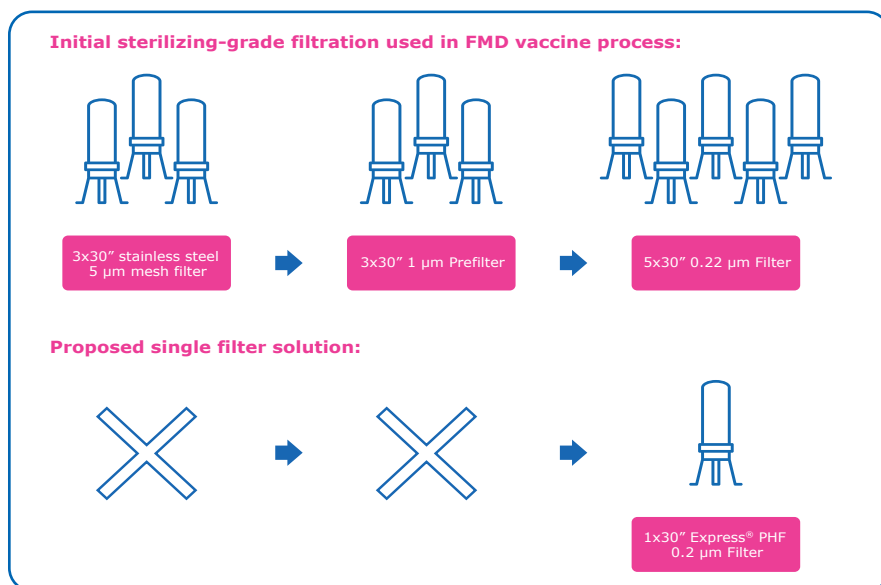 Initial sterilizing-grade filtration used in FMD vaccine process:
3x30″ stainless steel
5 µm mesh filter
3x30″ 1 µm Prefilter
5x30″ 0.22 µm Filter
Proposed single filter solution:
1x30″ Express® PHF
0.2 µm Filter